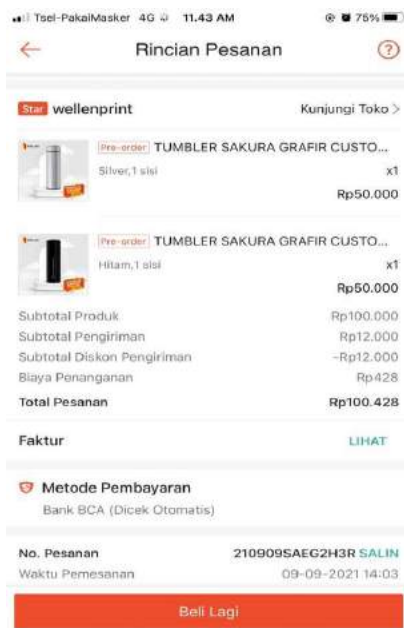 Tsel-PakaiMasker 4G 11.43 AM 75%
Rincian Pesanan ?
Star wellenprint Kunjungi Toko >
Pre-order TUMBLER SAKURA GRAFIR CUSTO...
Silver,1 sisi x1
Rp50.000
Pre-order TUMBLER SAKURA GRAFIR CUSTO...
Hitam,1 sisi x1
Rp50.000
Subtotal Produk Rp100.000
Subtotal Pengiriman Rp12.000
Subtotal Diskon Pengiriman -Rp12.000
Biaya Penanganan Rp428
Total Pesanan Rp100.428
Faktur LIHAT
Metode Pembayaran
Bank BCA (Dicek Otomatis)
No. Pesanan 210909SAEG2H3R SALIN
Waktu Pemesanan 09-09-2021 14:03
Beli Lagi